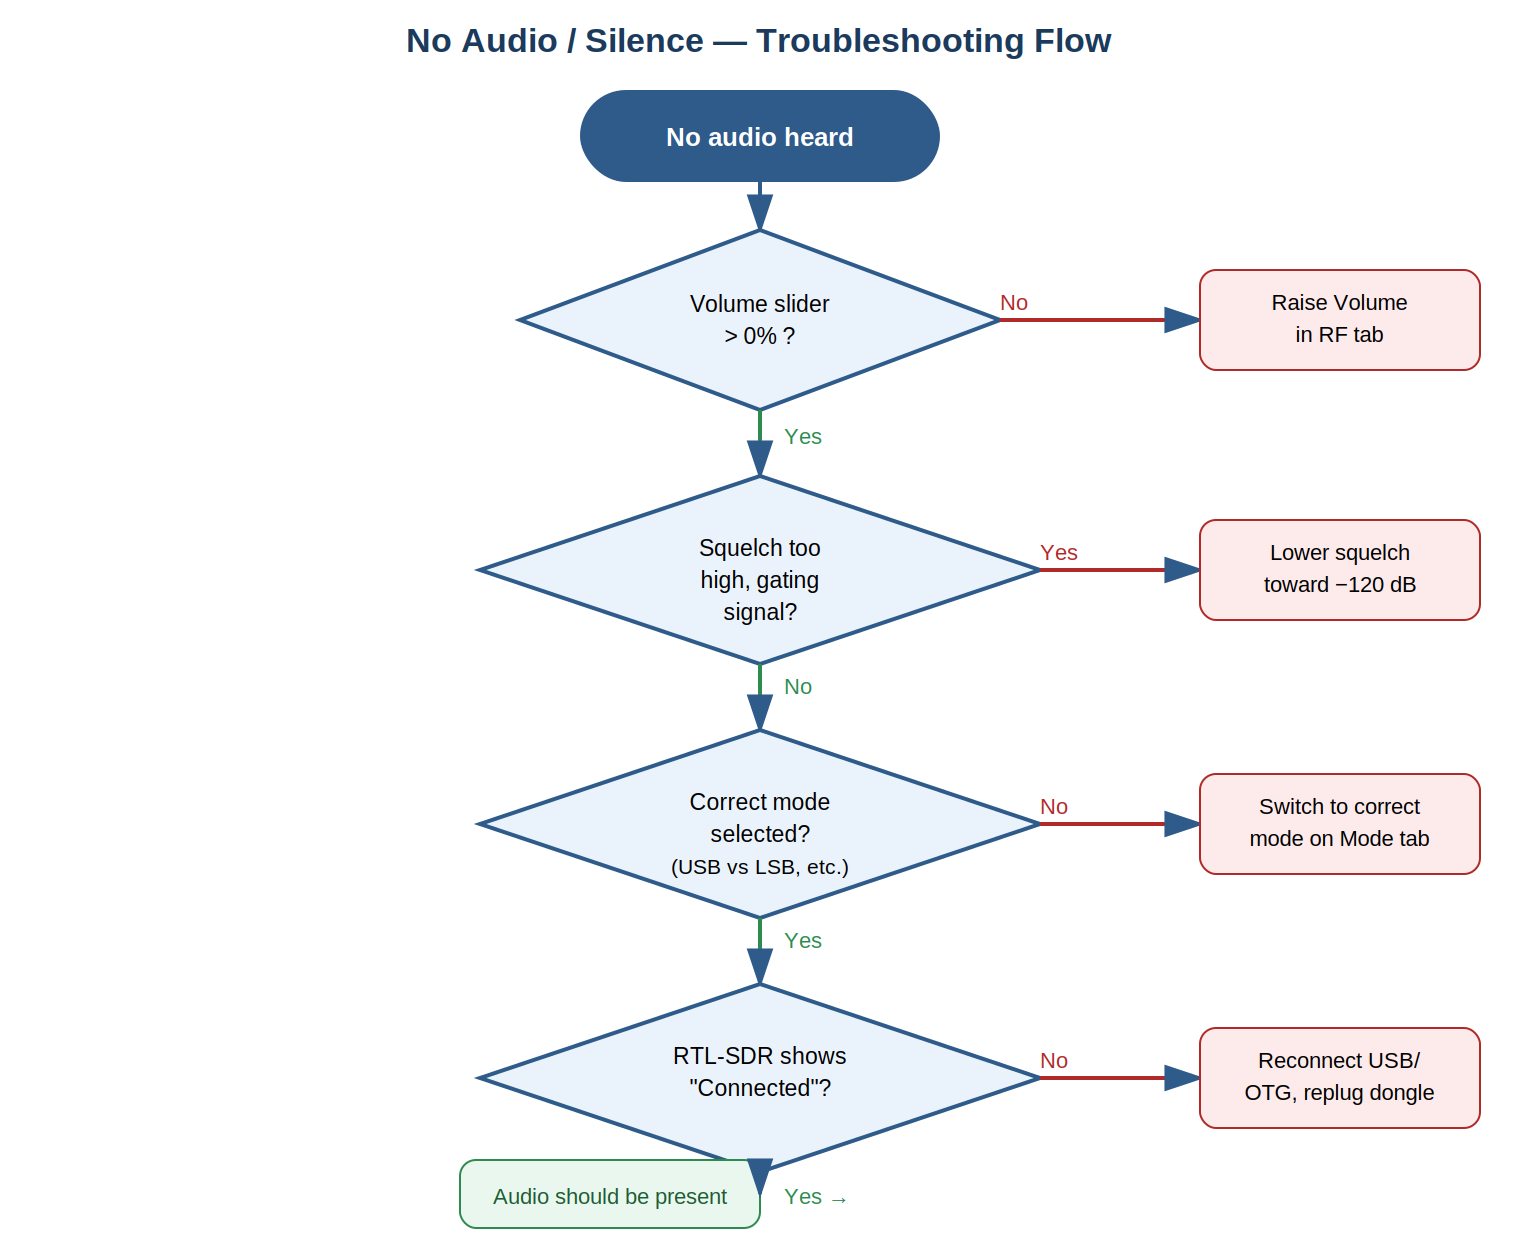 No Audio / Silence — Troubleshooting Flow
No audio heard
Volume slider
> 0% ?
No
Raise Volume
in RF tab
Yes
Squelch too
high, gating
signal?
Yes
Lower squelch
toward −120 dB
No
Correct mode
selected?
(USB vs LSB, etc.)
No
Switch to correct
mode on Mode tab
Yes
RTL-SDR shows
"Connected"?
No
Reconnect USB/
OTG, replug dongle
Audio should be present
Yes →